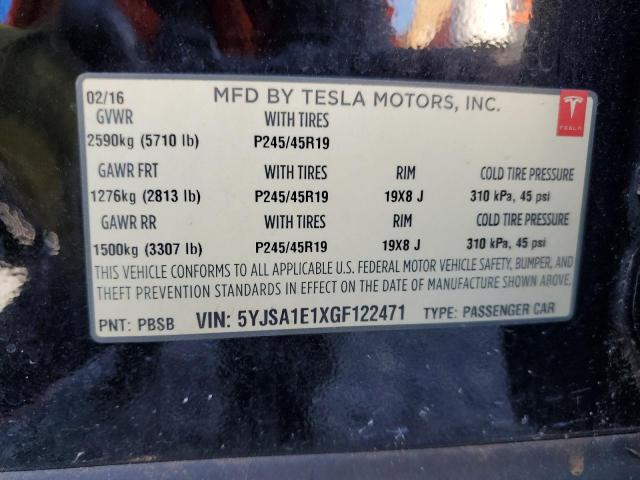 02/16 MFD BY TESLA MOTORS, INC.
TESLA
GVWR WITH TIRES
2590kg (5710 lb) P245/45R19
GAWR FRT WITH TIRES RIM COLD TIRE PRESSURE
1276kg (2813 lb) P245/45R19 19X8 J 310 kPa, 45 psi
GAWR RR WITH TIRES RIM COLD TIRE PRESSURE
1500kg (3307 lb) P245/45R19 19X8 J 310 kPa, 45 psi
THIS VEHICLE CONFORMS TO ALL APPLICABLE U.S. FEDERAL MOTOR VEHICLE SAFETY, BUMPER, AND
THEFT PREVENTION STANDARDS IN EFFECT ON THE DATE OF MANUFACTURE SHOWN ABOVE.
PNT: PBSB VIN: 5YJSA1E1XGF122471 TYPE: PASSENGER CAR